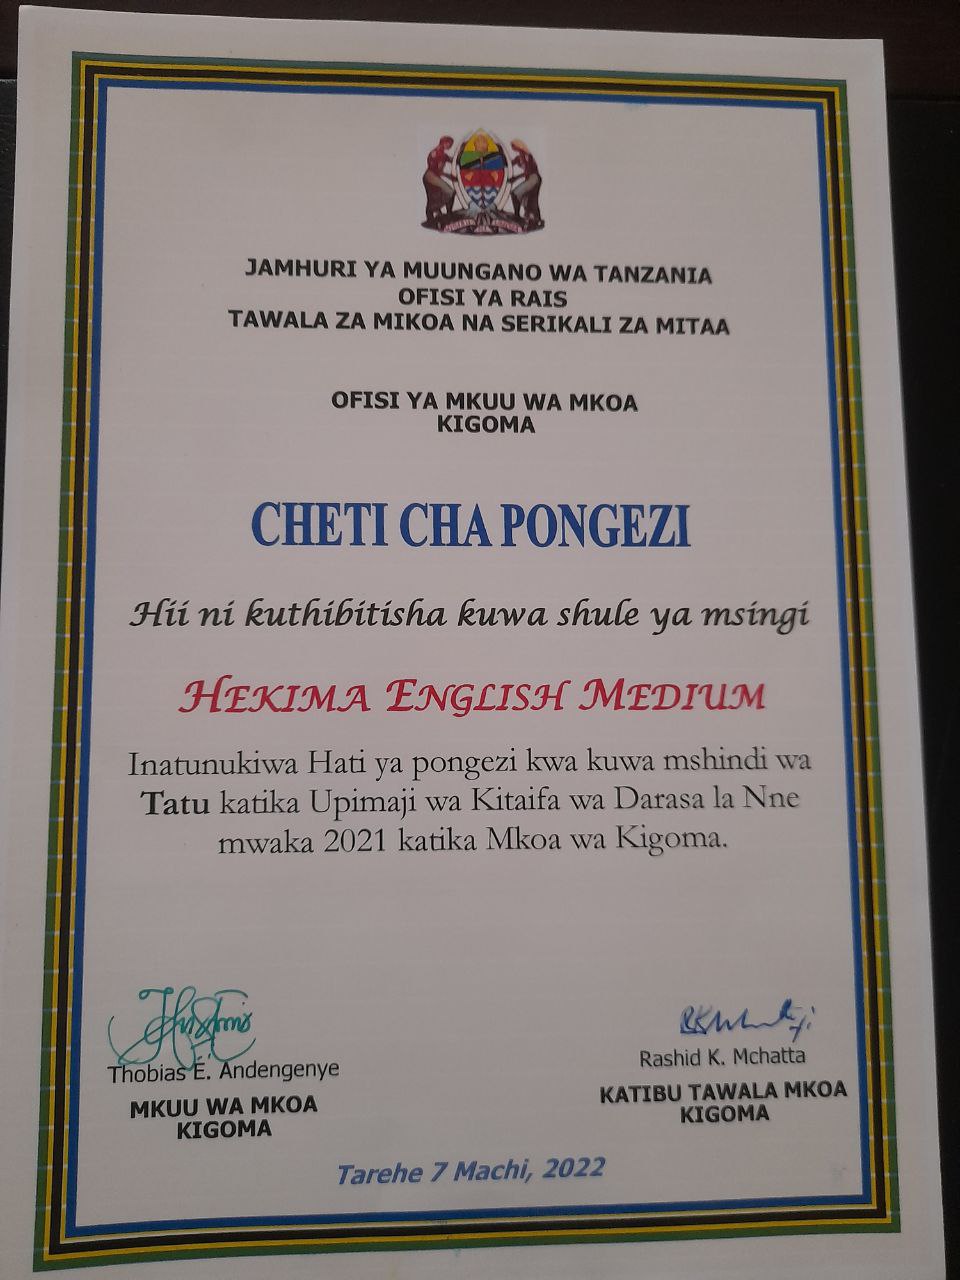 JAMHURI YA MUUNGANO WA TANZANIA
OFISI YA RAIS
TAWALA ZA MIKOA NA SERIKALI ZA MITAA
OFISI YA MKUU WA MKOA
KIGOMA
CHETI CHA PONGEZI
Hii ni kuthibitisha kuwa shule ya msingi
HEKIMA ENGLISH MEDIUM
Inatunukiwa Hati ya pongezi kwa kuwa mshindi wa
Tatu katika Upimaji wa Kitaifa wa Darasa la Nne
mwaka 2021 katika Mkoa wa Kigoma.
Thobias E. Andengenye
MKUU WA MKOA
KIGOMA
Rashid K. Mchatta
KATIBU TAWALA MKOA
KIGOMA
Tarehe 7 Machi, 2022